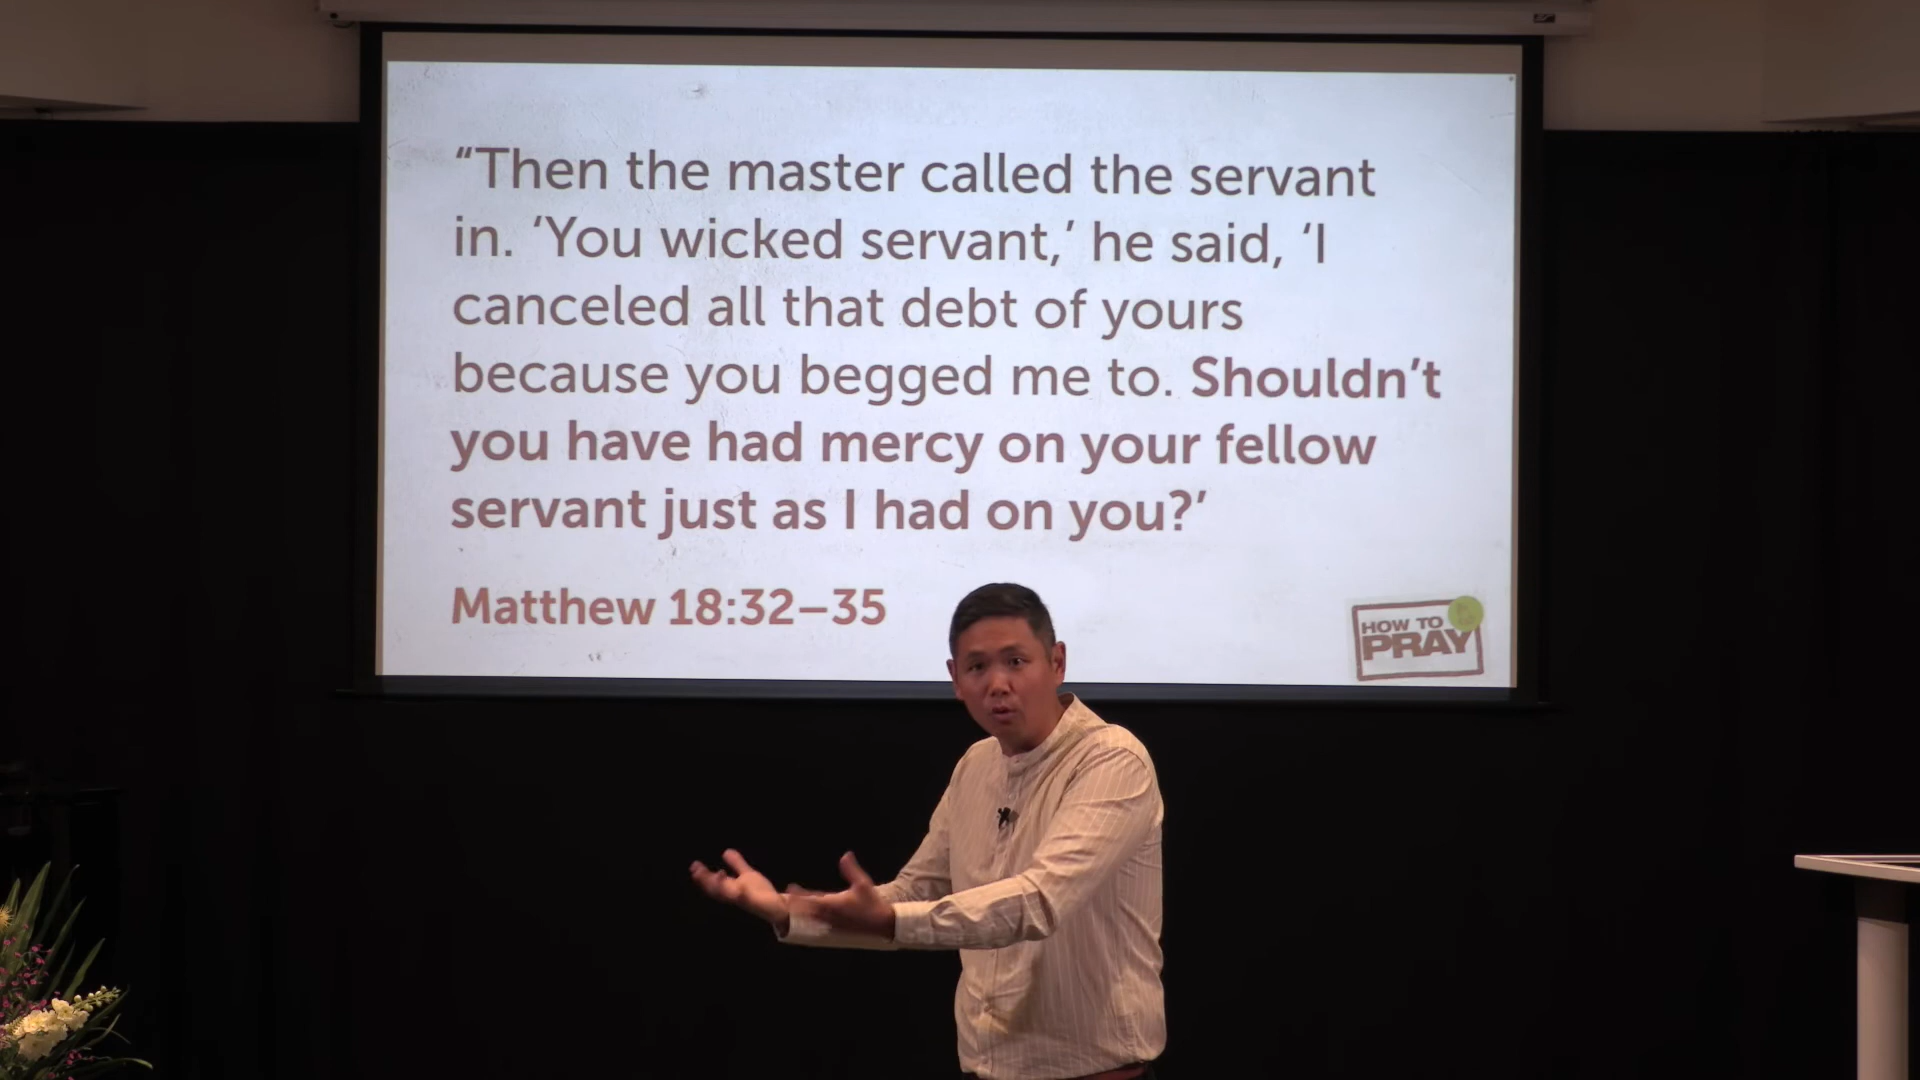 “Then the master called the servant
in. ‘You wicked servant,’ he said, ‘I
canceled all that debt of yours
because you begged me to. Shouldn’t
you have had mercy on your fellow
servant just as I had on you?’
Matthew 18:32–35
HOW TO
PRAY